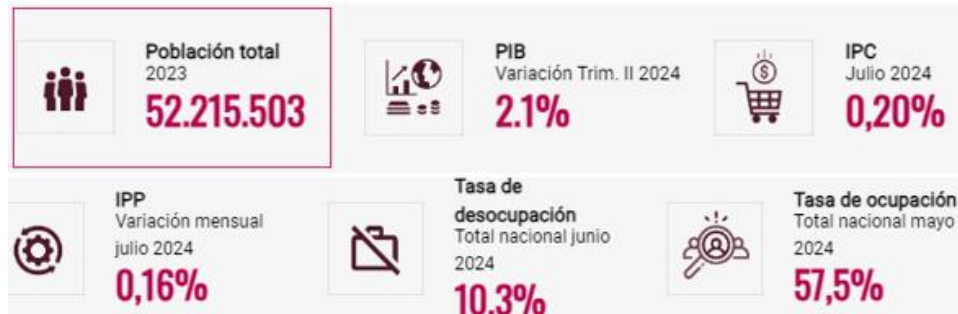 Población total
2023
52.215.503
PIB
Variación Trim. II 2024
2.1%
IPC
Julio 2024
0,20%
IPP
Variación mensual
julio 2024
0,16%
Tasa de
desocupación
Total nacional junio
2024
10.3%
Tasa de ocupación
Total nacional mayo
2024
57,5%